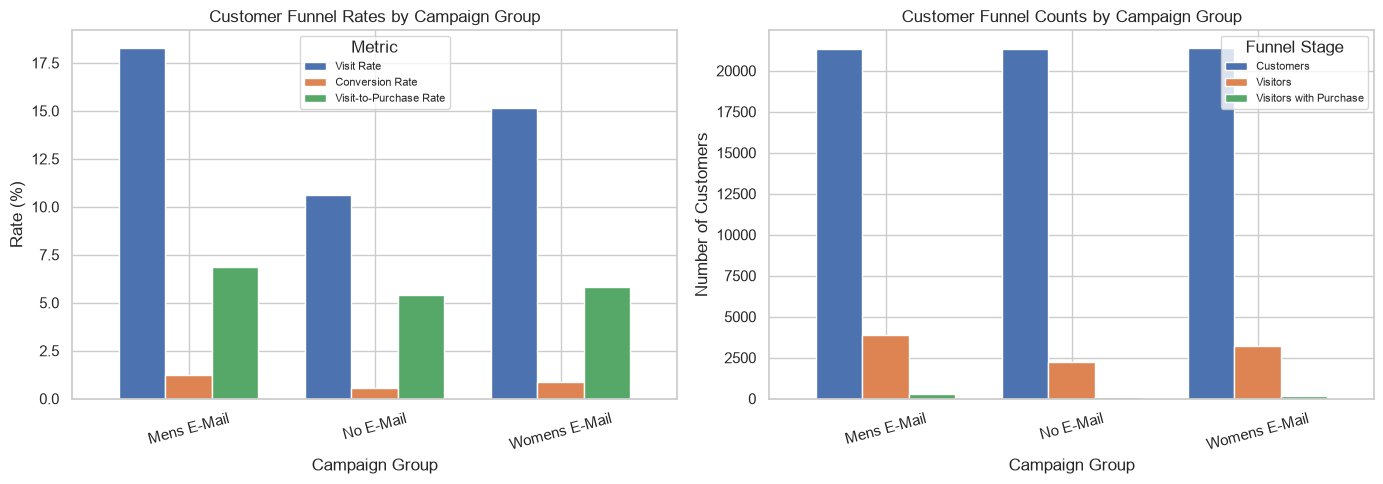 Customer Funnel Rates by Campaign Group
Metric
Visit Rate
Conversion Rate
Visit-to-Purchase Rate
Rate (%)
17.5
15.0
12.5
10.0
7.5
5.0
2.5
0.0
Mens E-Mail
No E-Mail
Womens E-Mail
Campaign Group
Customer Funnel Counts by Campaign Group
Funnel Stage
Customers
Visitors
Visitors with Purchase
Number of Customers
20000
17500
15000
12500
10000
7500
5000
2500
0
Mens E-Mail
No E-Mail
Womens E-Mail
Campaign Group